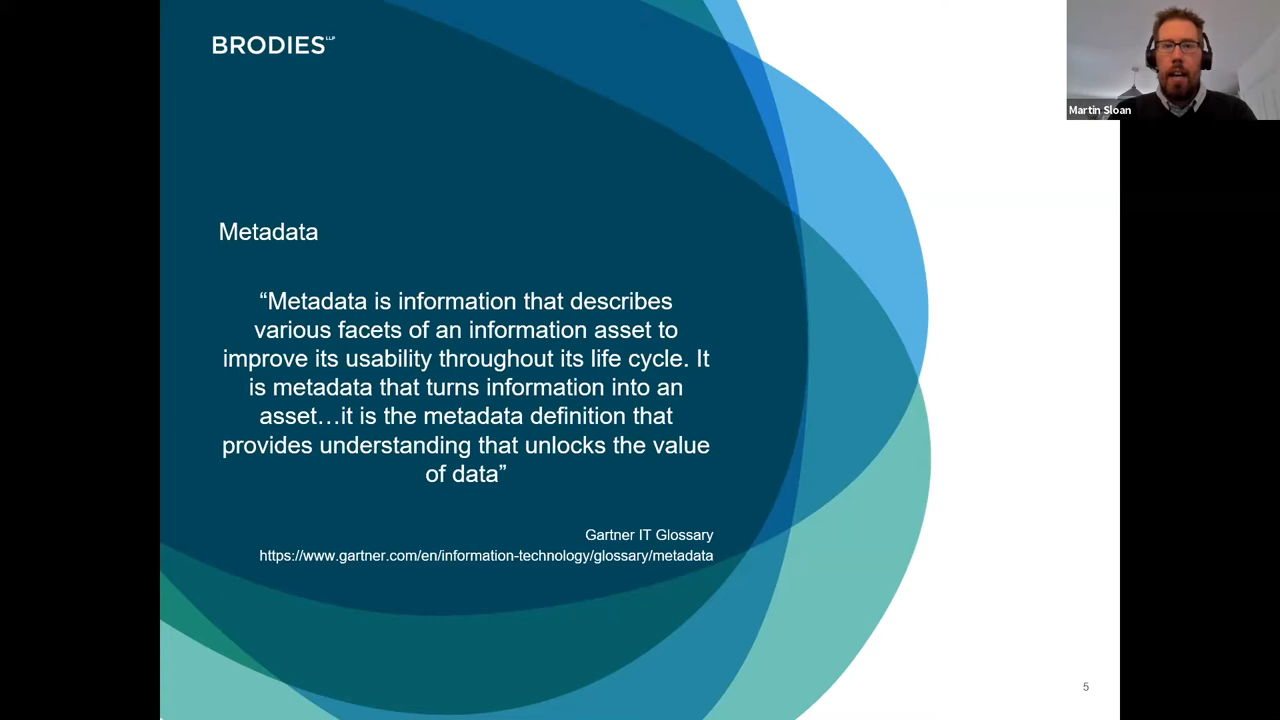 BRODIES LLP
Martin Sloan
Metadata
“Metadata is information that describes
various facets of an information asset to
improve its usability throughout its life cycle. It
is metadata that turns information into an
asset…it is the metadata definition that
provides understanding that unlocks the value
of data”
Gartner IT Glossary
https://www.gartner.com/en/information-technology/glossary/metadata
5